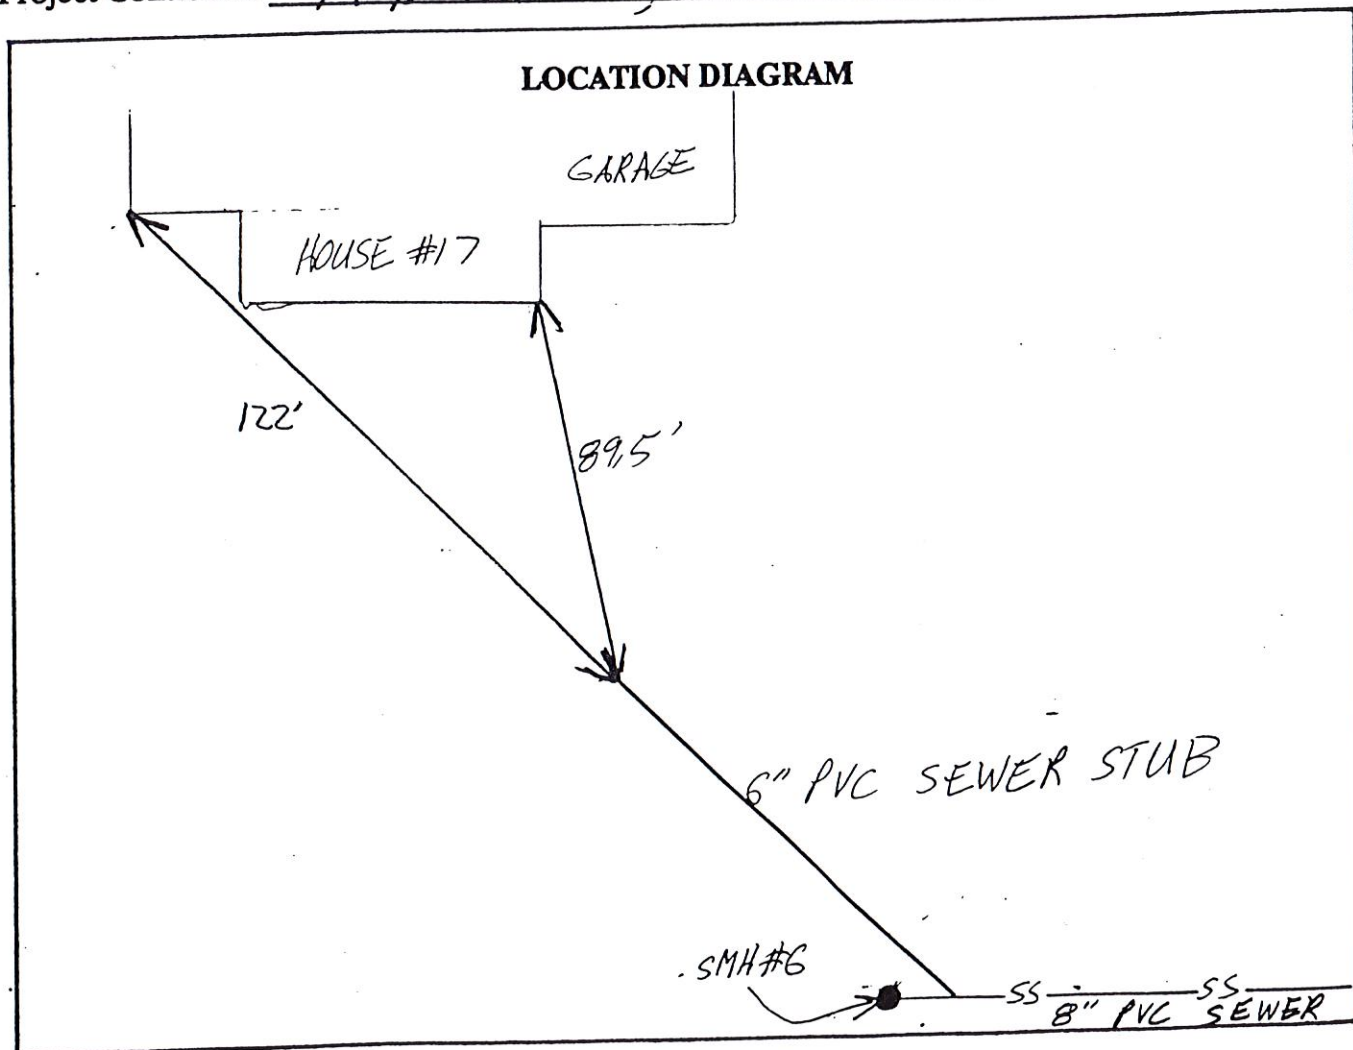 Project
LOCATION DIAGRAM
GARAGE
HOUSE #17
122'
89.5'
6" PVC SEWER STUB
SMH#6
SS SS
8" PVC SEWER